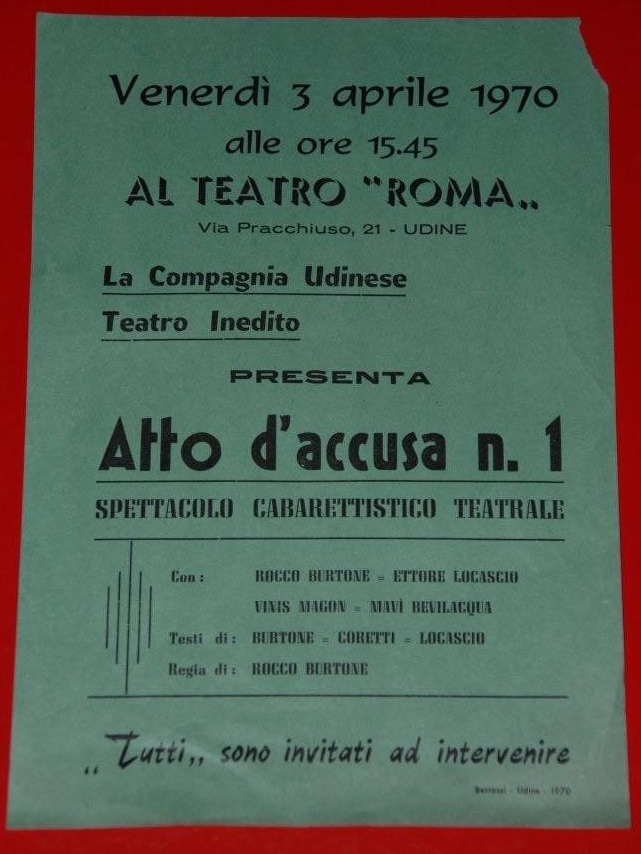 Venerdì 3 aprile 1970
alle ore 15.45
AL TEATRO "ROMA„
Via Pracchiuso, 21 - UDINE
La Compagnia Udinese
Teatro Inedito
PRESENTA
Atto d'accusa n. 1
SPETTACOLO CABARETTISTICO TEATRALE
Con: ROCCO BURTONE = ETTORE LOCASCIO
VINIS MAGON = MAVÌ BEVILACQUA
Testi di: BURTONE = CORETTI = LOCASCIO
Regia di: ROCCO BURTONE
„Tutti„ sono invitati ad intervenire
- Udine - 1970